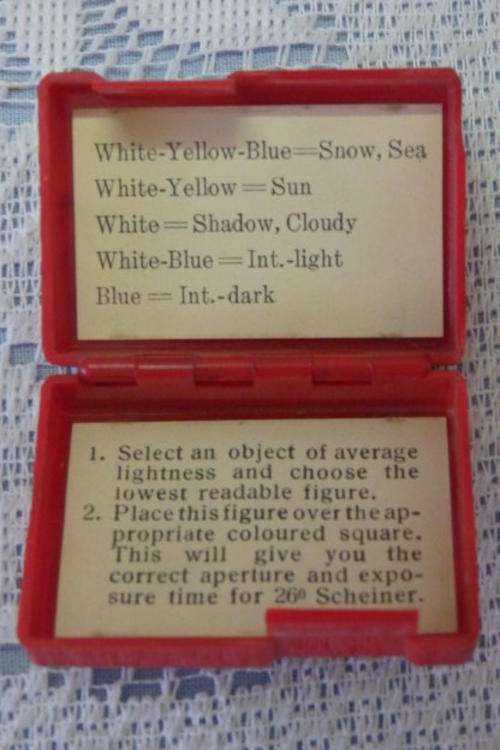 White-Yellow-Blue=Snow, Sea
White-Yellow = Sun
White = Shadow, Cloudy
White-Blue = Int.-light
Blue = Int.-dark
1. Select an object of average
lightness and choose the
lowest readable figure.
2. Place this figure over the ap-
propriate coloured square.
This will give you the
correct aperture and expo-
sure time for 26º Scheiner.